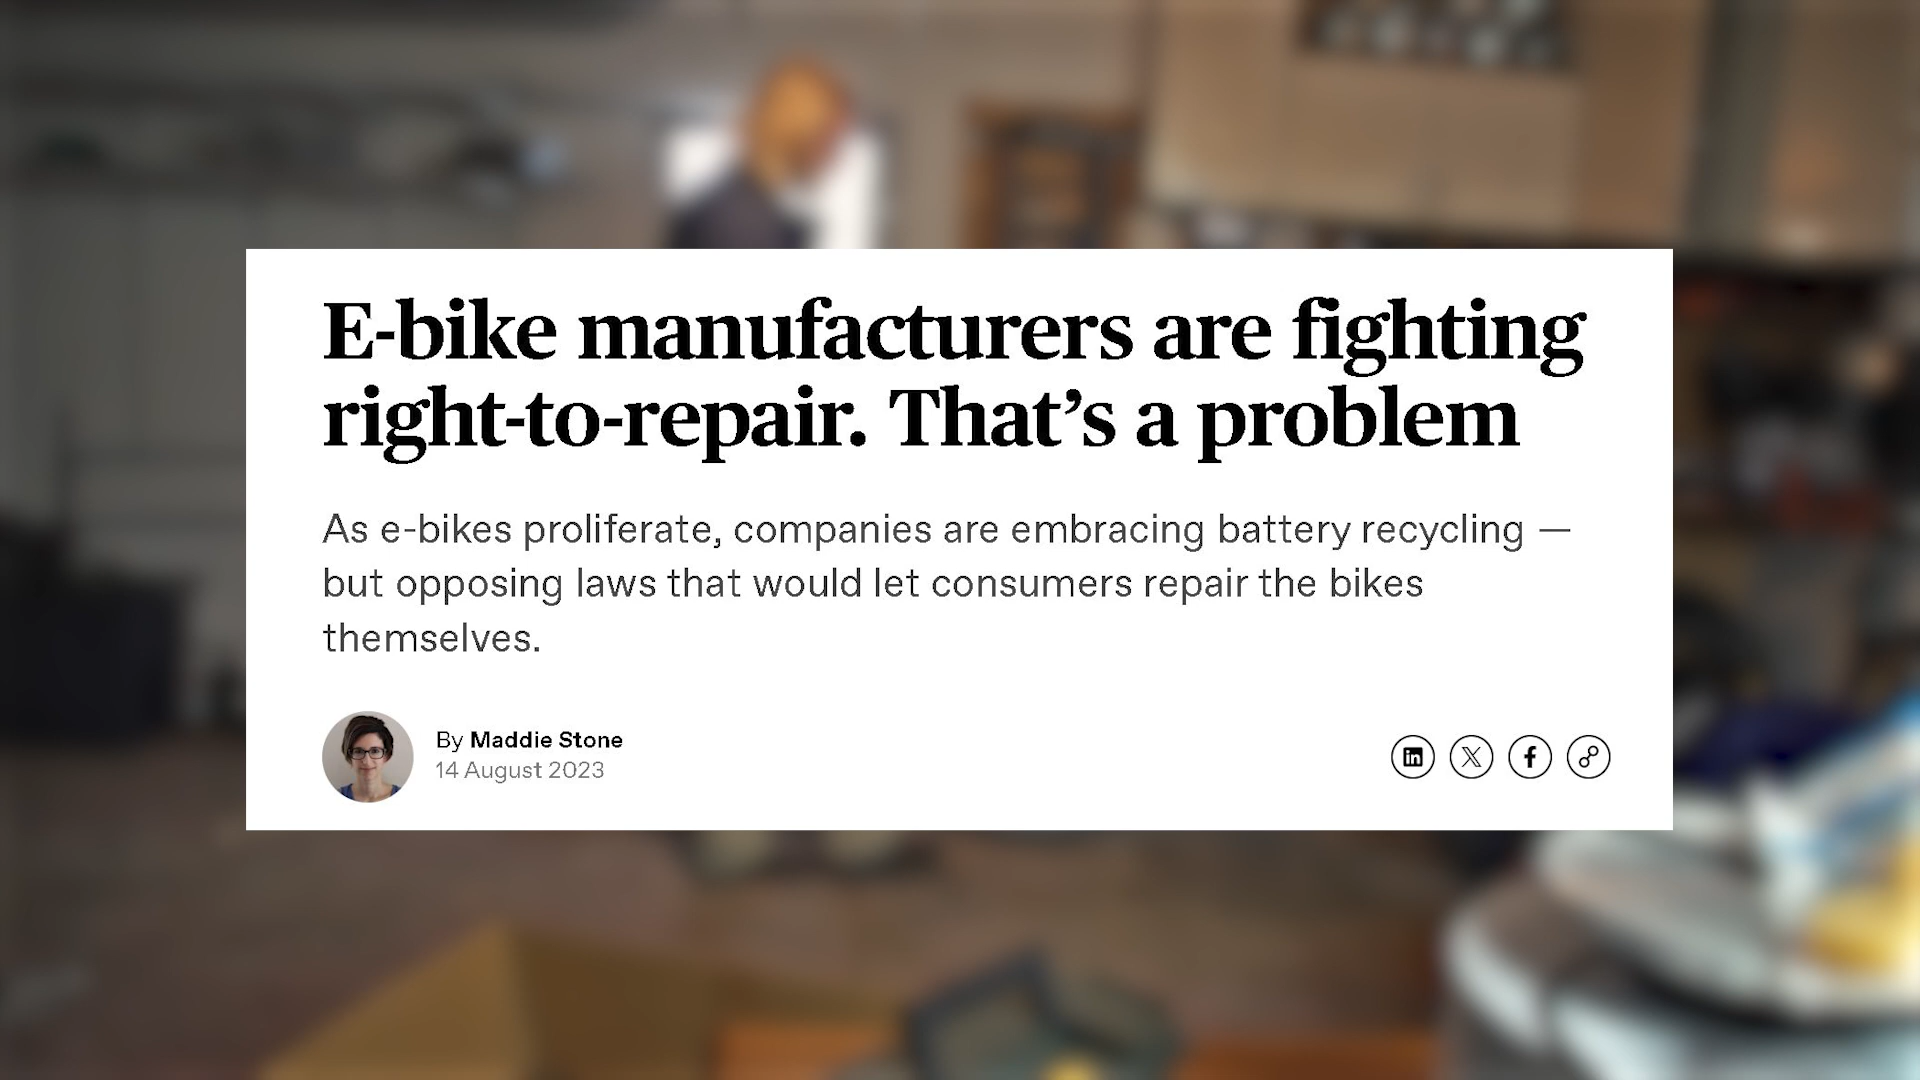 E-bike manufacturers are fighting
right-to-repair. That’s a problem
As e-bikes proliferate, companies are embracing battery recycling —
but opposing laws that would let consumers repair the bikes
themselves.
By Maddie Stone
14 August 2023